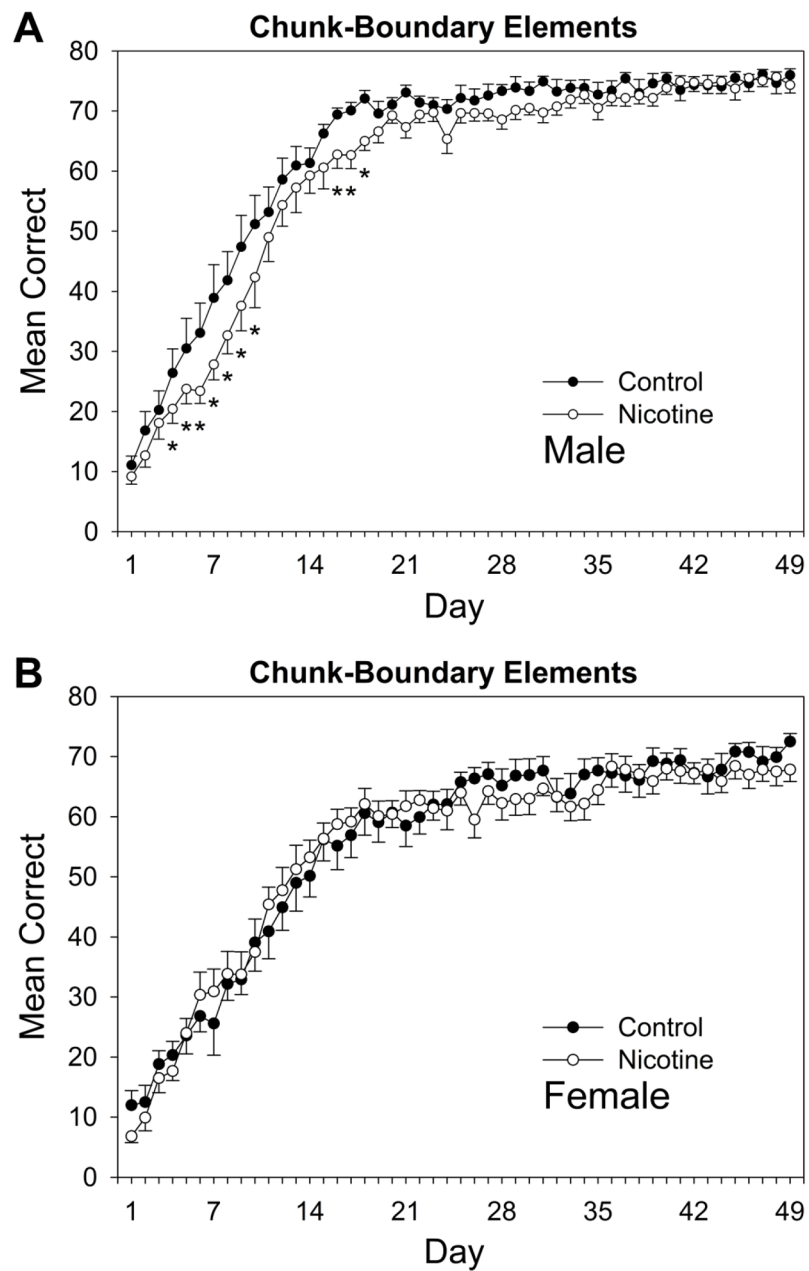 A
Chunk-Boundary Elements
80
70
60
50
40
30
20
10
0
Mean Correct
**
*
*
*
*
*
**
*
Control
Nicotine
Male
1 7 14 21 28 35 42 49
Day
B
Chunk-Boundary Elements
80
70
60
50
40
30
20
10
0
Mean Correct
Control
Nicotine
Female
1 7 14 21 28 35 42 49
Day